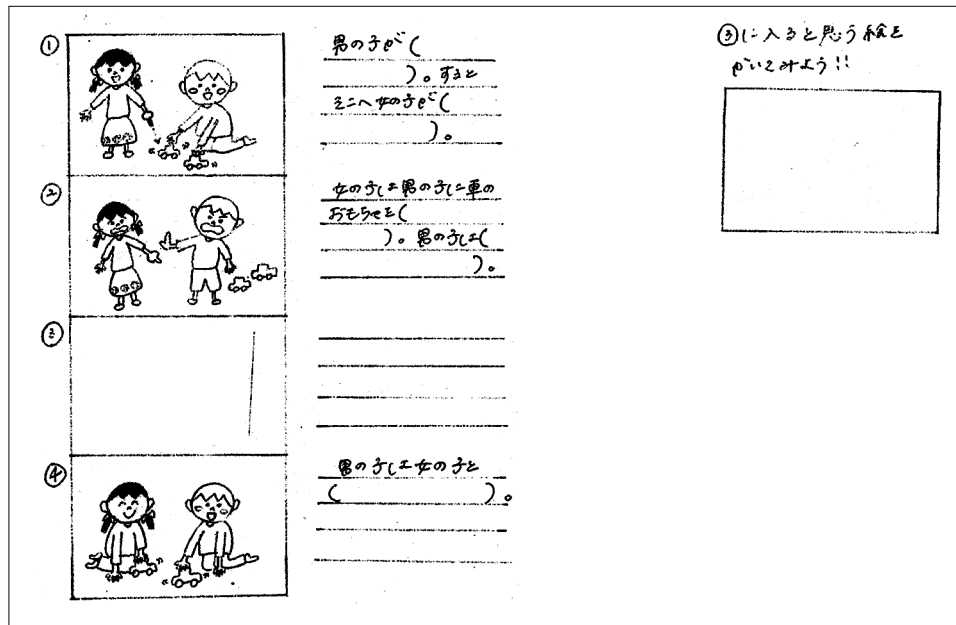 ①
男の子が(
)。すると
そこへ女の子が(
)。
②
女の子は男の子に車の
おもちゃを(
)。男の子は(
)。
③
④
男の子は女の子と
(
)。
③に入ると思う絵を
かいてみよう!!